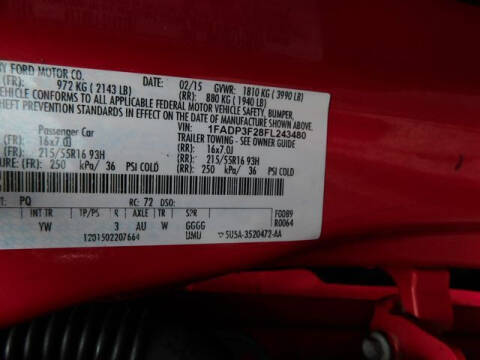 Y FORD MOTOR CO.
DATE: 02/15 GVWR: 1810 KG ( 3990 LB)
(FR): 972 KG ( 2143 LB) (RR): 880 KG (1940 LB)
VEHICLE CONFORMS TO ALL APPLICABLE FEDERAL MOTOR VEHICLE SAFETY, BUMPER,
THEFT PREVENTION STANDARDS IN EFFECT ON THE DATE OF MANUFACTURE SHOWN ABOVE.
VIN: 1FADP3F28FL243480
Passenger Car TRAILER TOWING - SEE OWNER GUIDE
(FR): 16x7.0J (RR): 16x7.0J
215/55R16 93H 215/55R16 93H
URE: (FR): 250 kPa/ 36 PSI COLD (RR): 250 kPa/ 36 PSI COLD
PQ RC: 72 DSO:
INT TR TP/PS R AXLE TR SPR F0089
YW 3 AU W GGGG R0064
1201502207664 UMU 5U5A-3520472-AA